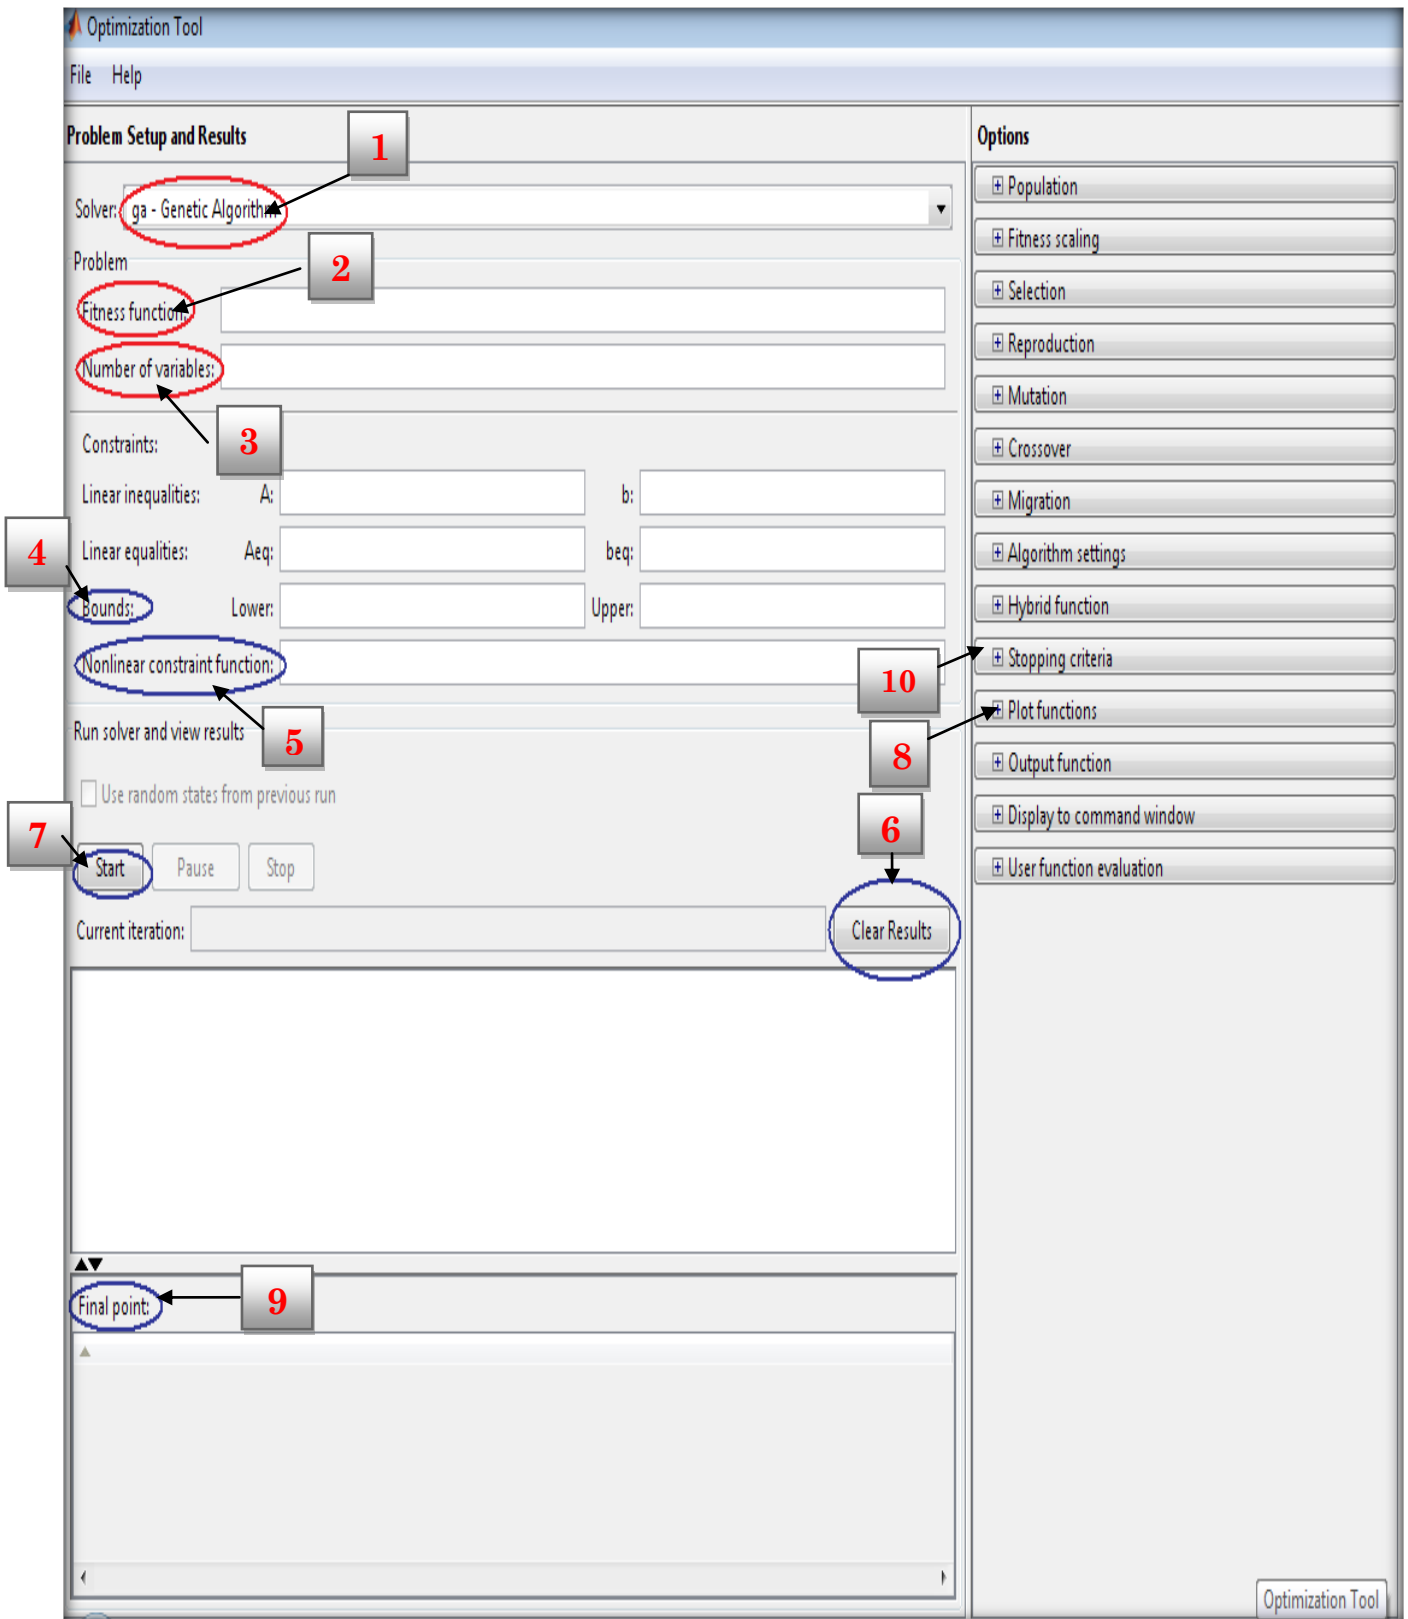 Optimization Tool
File Help
Problem Setup and Results
1
Solver: ga - Genetic Algorithm
Problem
2
Fitness function:
Number of variables:
3
Constraints:
Linear inequalities: A: b:
4
Linear equalities: Aeq: beq:
Bounds: Lower: Upper:
Nonlinear constraint function:
5
Run solver and view results
Use random states from previous run
7
Start Pause Stop
6
Current iteration: Clear Results
9
Final point:
Options
Population
Fitness scaling
Selection
Reproduction
Mutation
Crossover
Migration
Algorithm settings
Hybrid function
10
Stopping criteria
8
Plot functions
Output function
Display to command window
User function evaluation
Optimization Tool